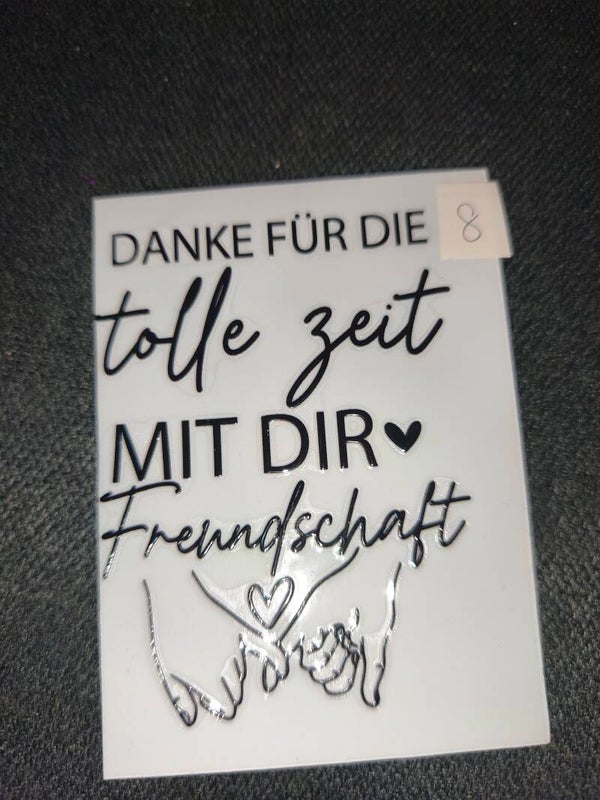 DANKE FÜR DIE 8
tolle zeit
MIT DIR
Freundschaft